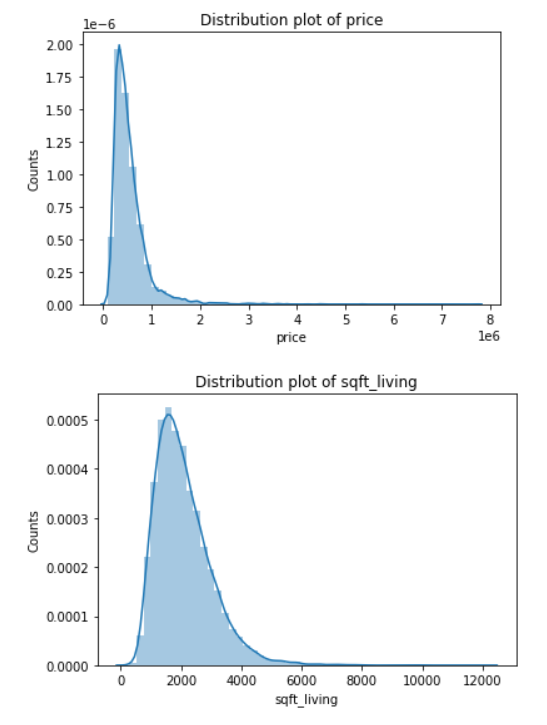 Distribution plot of price
1e−6
2.00
1.75
1.50
1.25
1.00
0.75
0.50
0.25
0.00
Counts
0 1 2 3 4 5 6 7 8
price
1e6
Distribution plot of sqft_living
0.0005
0.0004
0.0003
0.0002
0.0001
0.0000
Counts
0 2000 4000 6000 8000 10000 12000
sqft_living